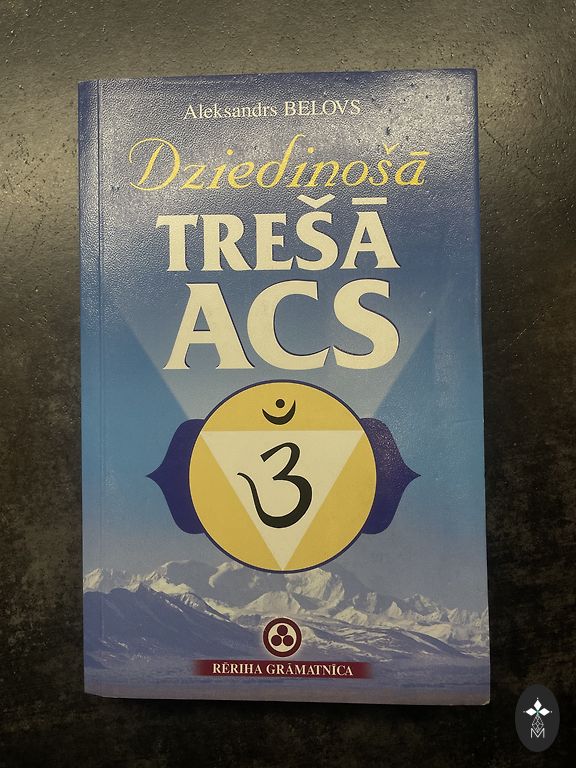 Aleksandrs BELOVS
Dziedinošā
TREŠĀ
ACS
ॐ
RĒRIHA GRĀMATNĪCA
M